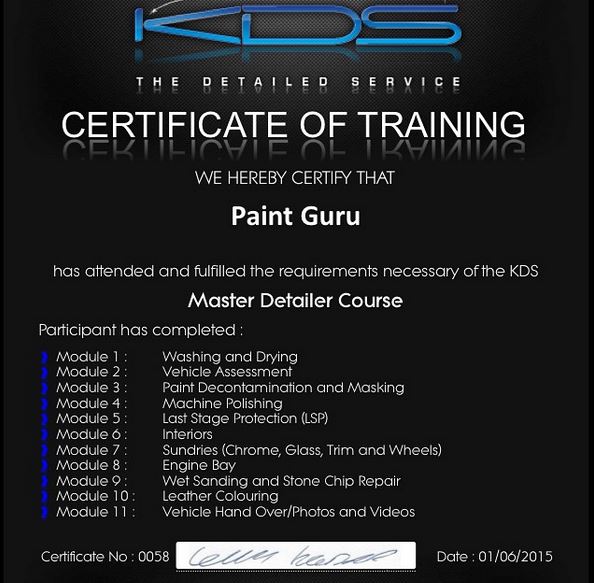 KDS
THE DETAILED SERVICE
CERTIFICATE OF TRAINING
WE HEREBY CERTIFY THAT
Paint Guru
has attended and fulfilled the requirements necessary of the KDS
Master Detailer Course
Participant has completed :
Module 1 : Washing and Drying
Module 2 : Vehicle Assessment
Module 3 : Paint Decontamination and Masking
Module 4 : Machine Polishing
Module 5 : Last Stage Protection (LSP)
Module 6 : Interiors
Module 7 : Sundries (Chrome, Glass, Trim and Wheels)
Module 8 : Engine Bay
Module 9 : Wet Sanding and Stone Chip Repair
Module 10 : Leather Colouring
Module 11 : Vehicle Hand Over/Photos and Videos
Certificate No : 0058 Date : 01/06/2015